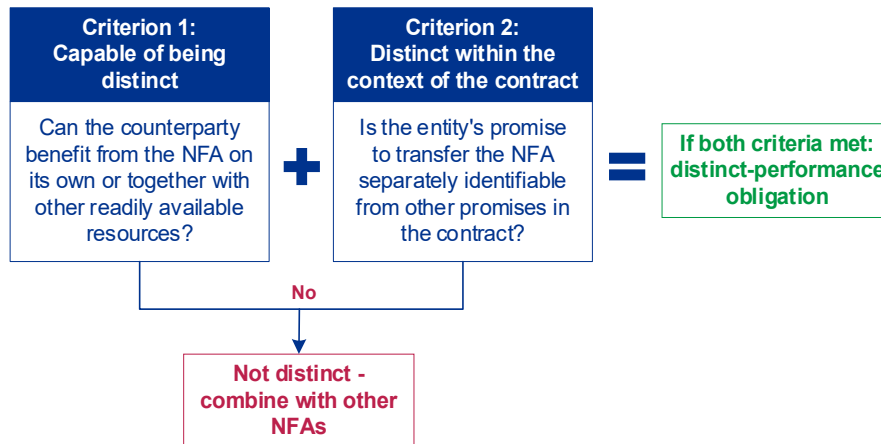 Criterion 1:
Capable of being
distinct
Can the counterparty
benefit from the NFA on
its own or together with
other readily available
resources?
Criterion 2:
Distinct within the
context of the contract
Is the entity's promise
to transfer the NFA
separately identifiable
from other promises in
the contract?
If both criteria met:
distinct-performance
obligation
No
Not distinct -
combine with other
NFAs